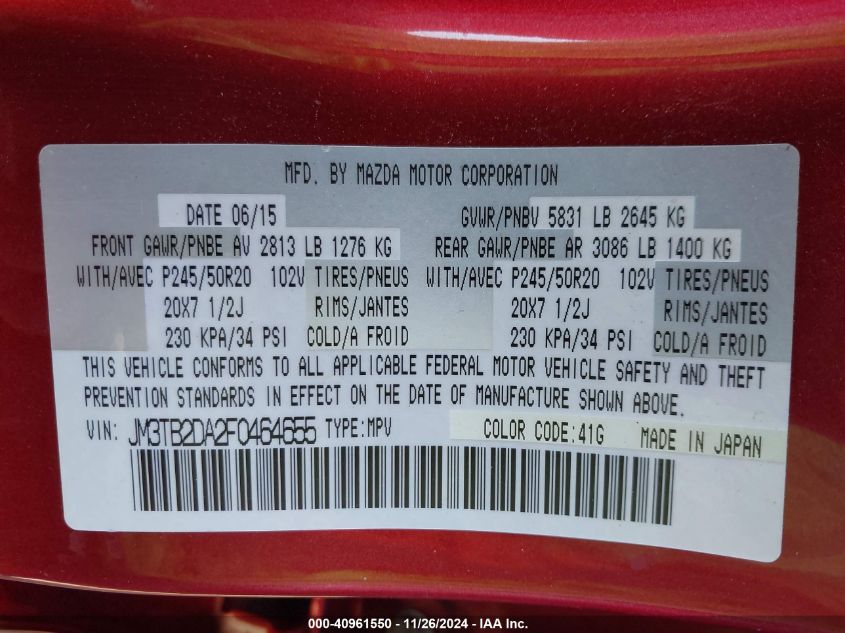 MFD. BY MAZDA MOTOR CORPORATION
DATE 06/15 GVWR/PNBV 5831 LB 2645 KG
FRONT GAWR/PNBE AV 2813 LB 1276 KG REAR GAWR/PNBE AR 3086 LB 1400 KG
WITH/AVEC P245/50R20 102V TIRES/PNEUS WITH/AVEC P245/50R20 102V TIRES/PNEUS
20X7 1/2J RIMS/JANTES 20X7 1/2J RIMS/JANTES
230 KPA/34 PSI COLD/A FROID 230 KPA/34 PSI COLD/A FROID
THIS VEHICLE CONFORMS TO ALL APPLICABLE FEDERAL MOTOR VEHICLE SAFETY AND THEFT
PREVENTION STANDARDS IN EFFECT ON THE DATE OF MANUFACTURE SHOWN ABOVE.
VIN: JM3TB2DA2F0464655 TYPE:MPV COLOR CODE:41G MADE IN JAPAN
000-40961550 - 11/26/2024 - IAA Inc.